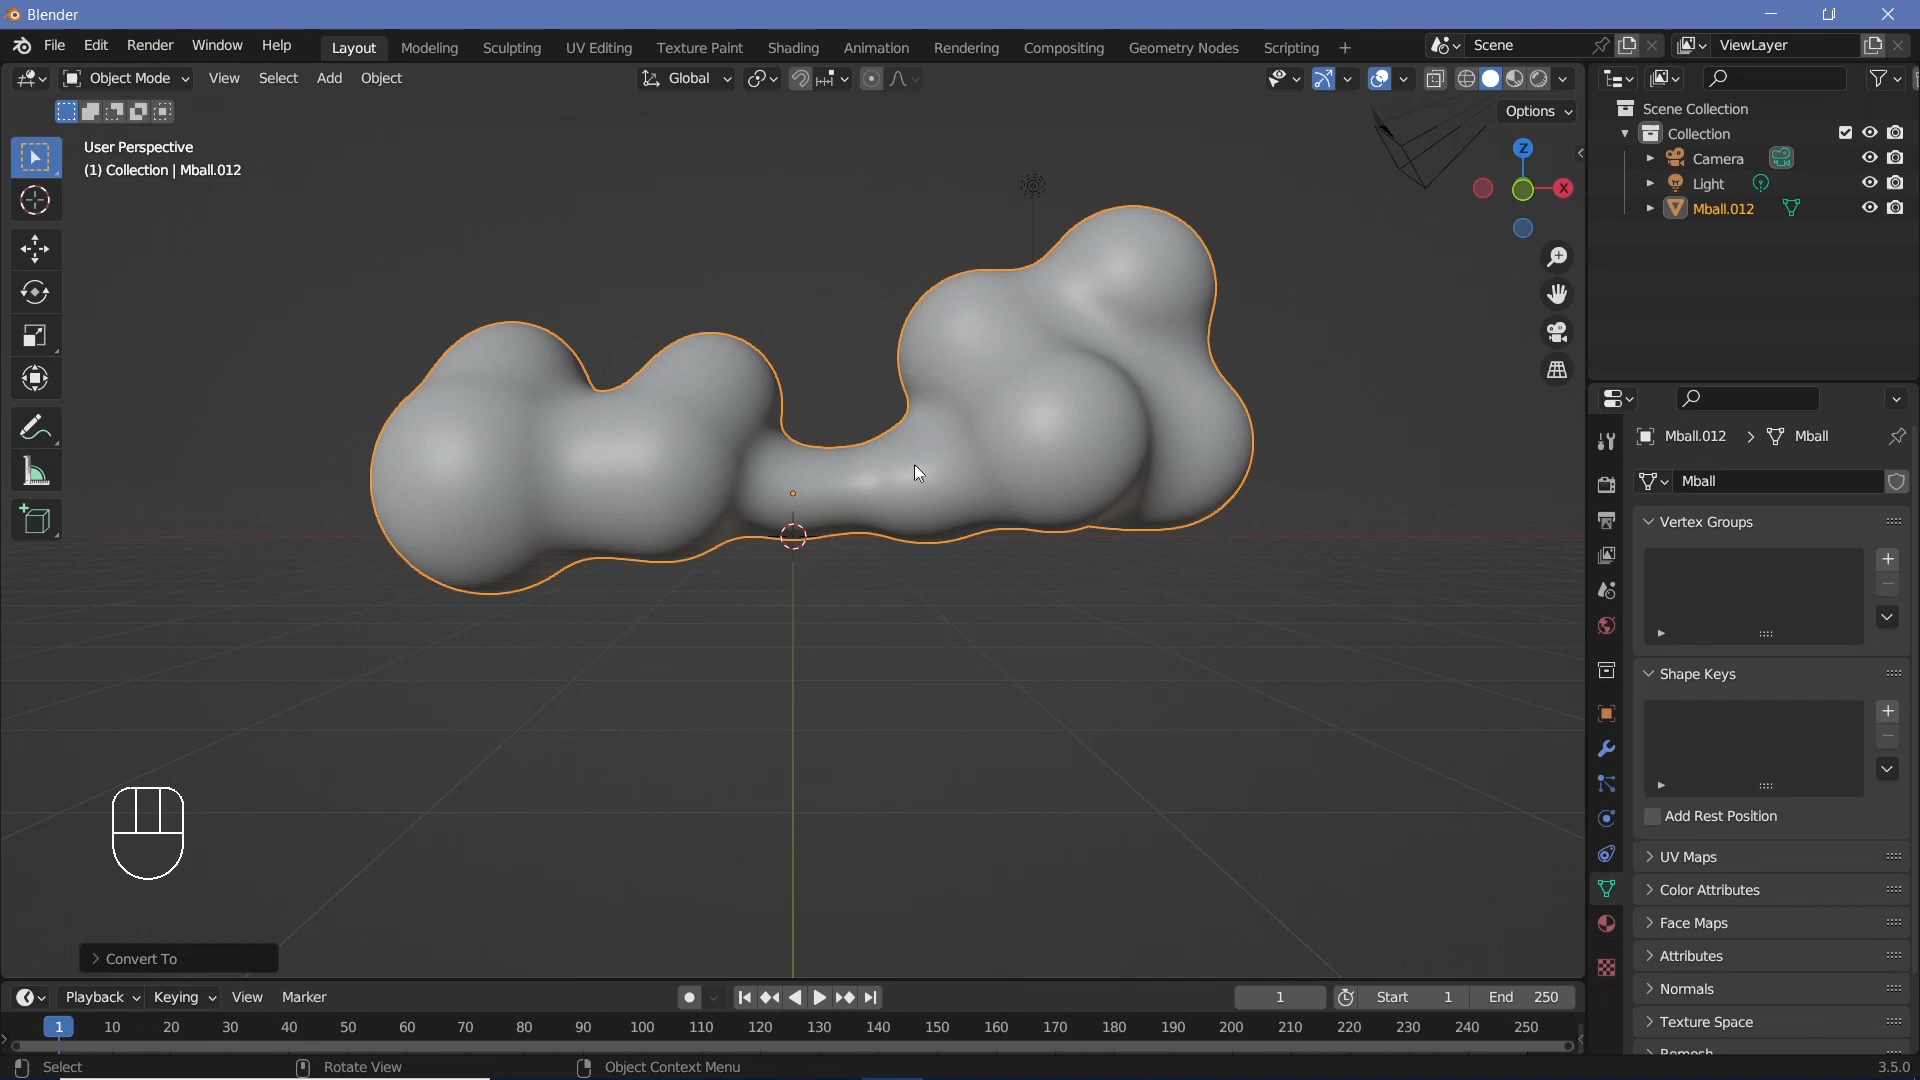 Blender
File Edit Render Window Help Layout Modeling Sculpting UV Editing Texture Paint Shading Animation Rendering Compositing Geometry Nodes Scripting + Scene ViewLayer
Object Mode View Select Add Object Global
Options
User Perspective
(1) Collection | Mball.012
Z
X
Scene Collection
Collection
Camera
Light
Mball.012
Mball.012 > Mball
Mball
Vertex Groups
Shape Keys
Add Rest Position
UV Maps
Color Attributes
Face Maps
Attributes
Normals
Texture Space
Remesh
Convert To
Playback Keying View Marker 1 Start 1 End 250
1 10 20 30 40 50 60 70 80 90 100 110 120 130 140 150 160 170 180 190 200 210 220 230 240 250
Select Rotate View Object Context Menu 3.5.0